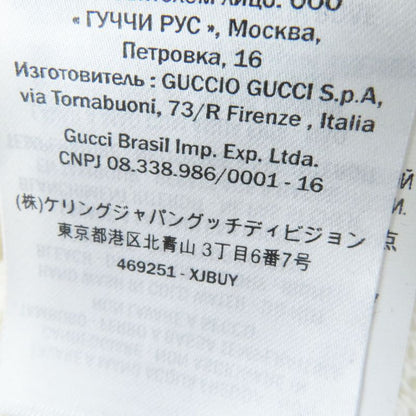 лицо: ООО
« ГУЧЧИ РУС », Москва,
Петровка, 16
Изготовитель : GUCCIO GUCCI S.p.A,
via Tornabuoni, 73/R Firenze , Italia
Gucci Brasil Imp. Exp. Ltda.
CNPJ 08.338.986/0001 - 16
(株)ケリングジャパングッチディビジョン
東京都港区北青山 3丁目6番7号
469251 - XJBUY